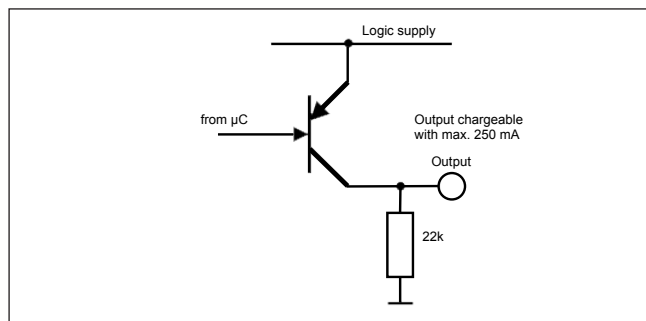 Logic supply
from µC
Output chargeable
with max. 250 mA
Output
22k